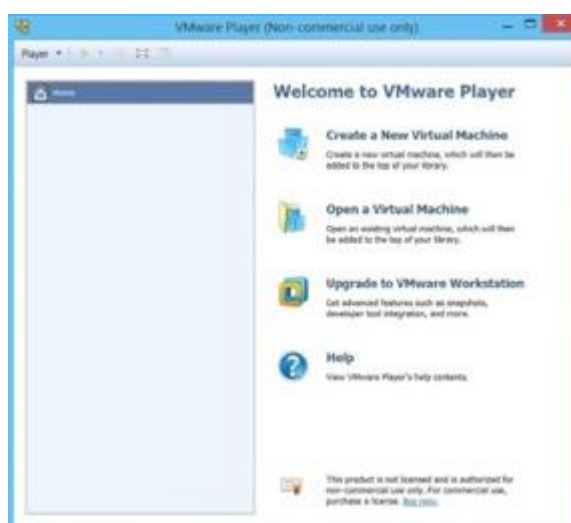 VMware Player (Non-commercial use only)
Player
Home
Welcome to VMware Player
Create a New Virtual Machine
Create a new virtual machine, which will then be
added to the top of your library.
Open a Virtual Machine
Open an existing virtual machine, which will then
be added to the top of your library.
Upgrade to VMware Workstation
Get advanced features such as snapshots,
developer tool integration, and more.
Help
View VMware Player's help contents.
This product is not licensed and is authorized for
non-commercial use only. For commercial use,
purchase a license. Buy now.